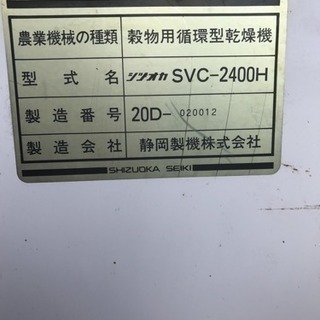 農業機械の種類 穀物用循環型乾燥機
型式名 シツオカ SVC-2400H
製造番号 20D-020012
製造会社 静岡製機株式会社
SHIZUOKA SEIKI